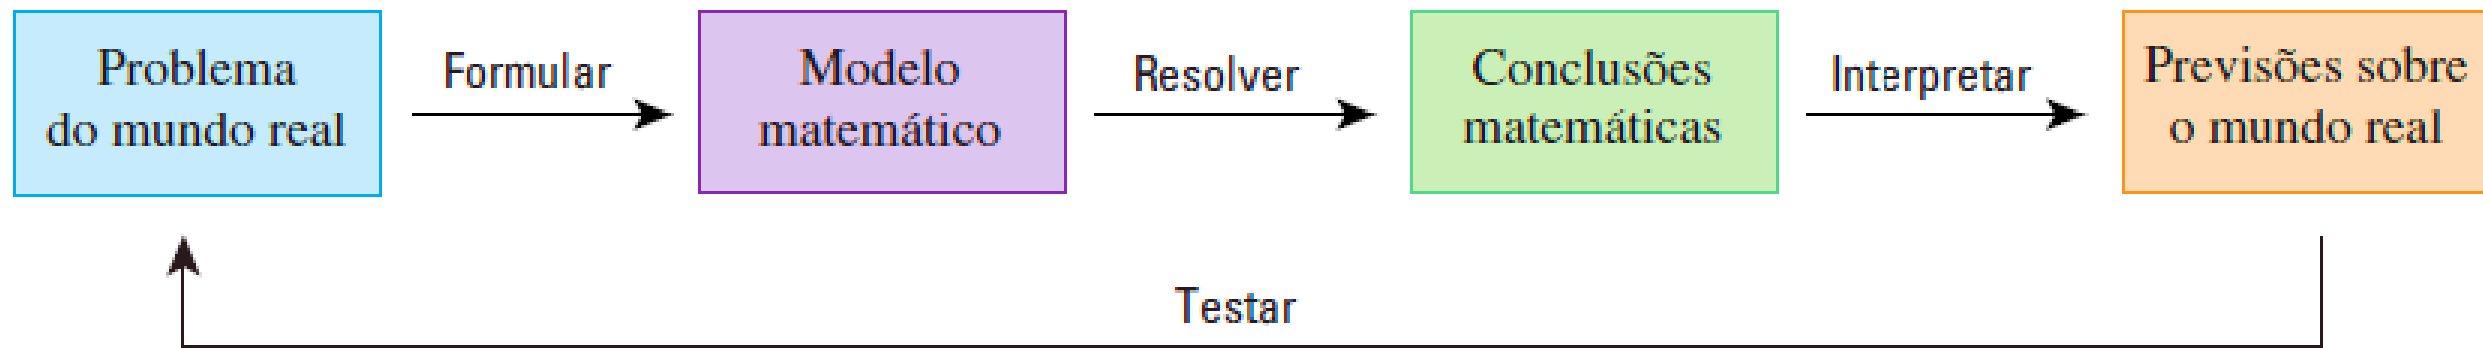 Problema
do mundo real
Formular
Modelo
matemático
Resolver
Conclusões
matemáticas
Interpretar
Previsões sobre
o mundo real
Testar